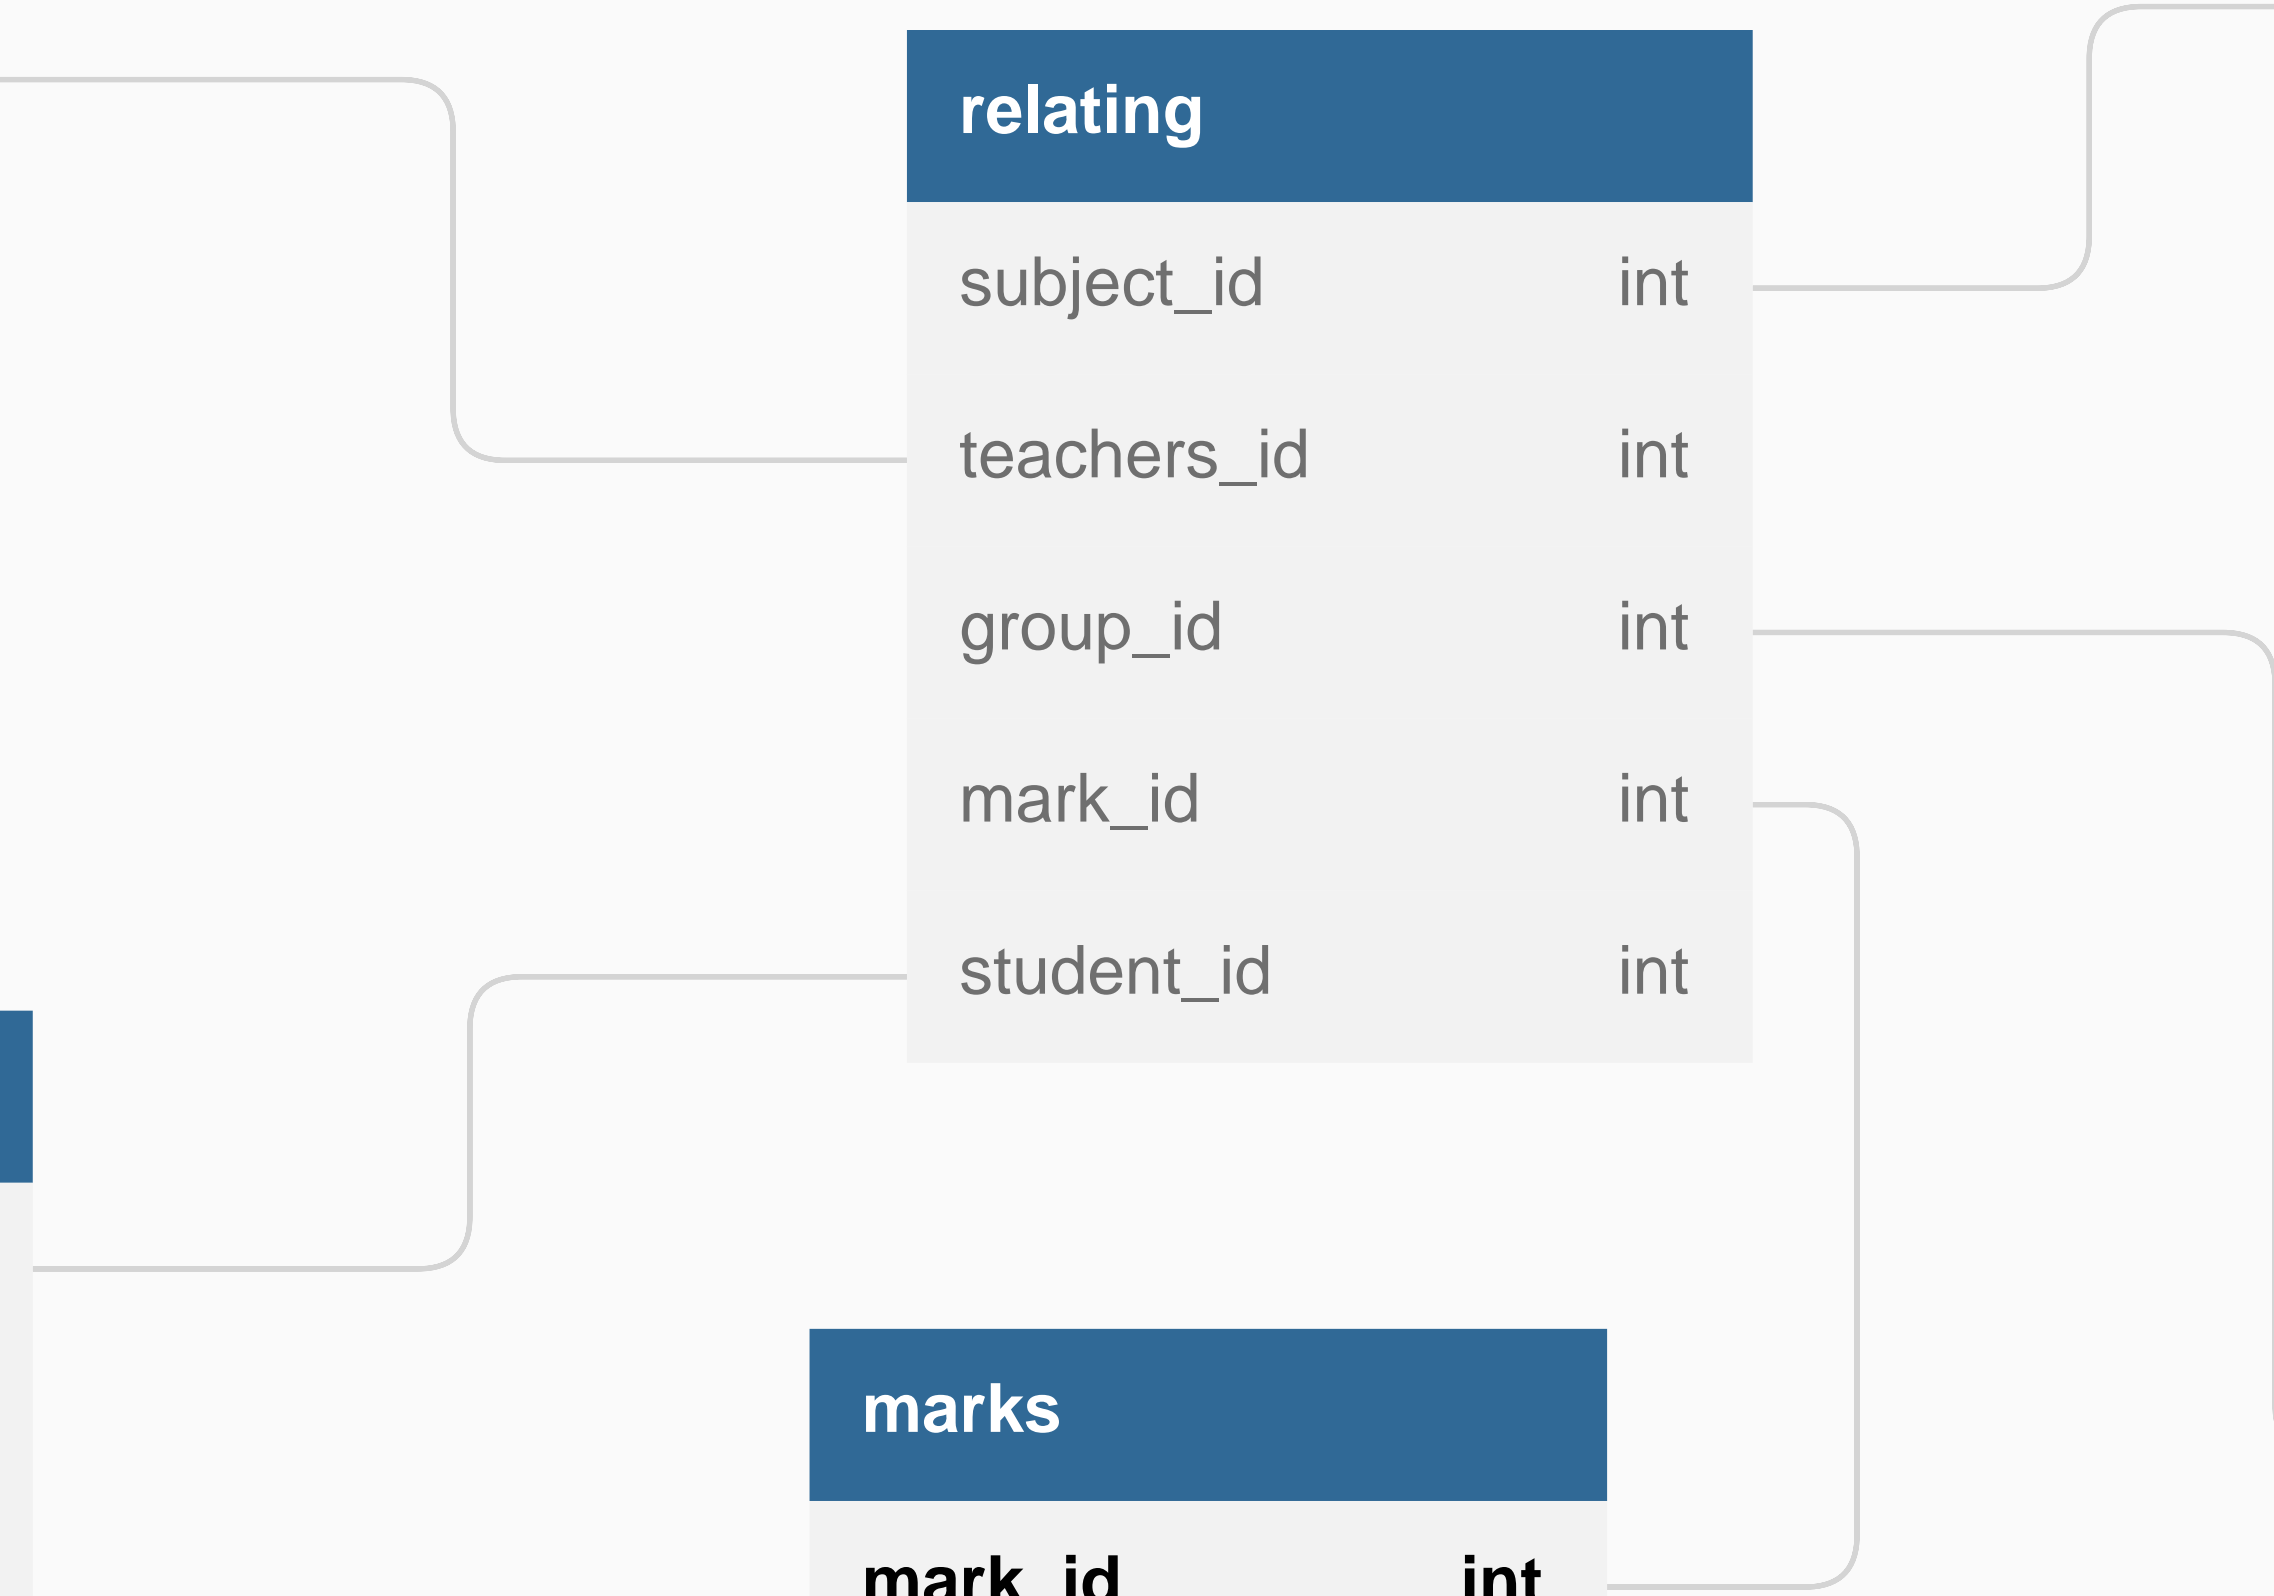 relating
subject_id int
teachers_id int
group_id int
mark_id int
student_id int
marks
mark_id int